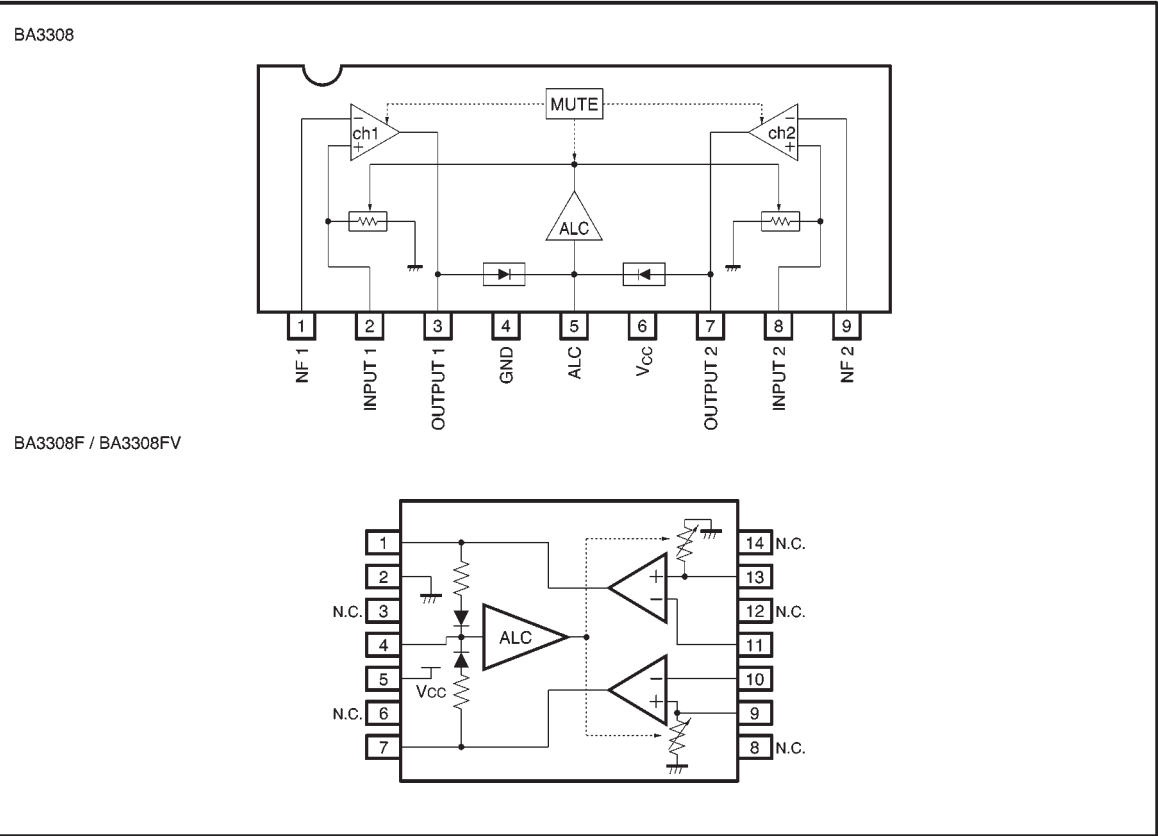 BA3308
MUTE
− ch1 +
− ch2 +
ALC
1 2 3 4 5 6 7 8 9
NF 1
INPUT 1
OUTPUT 1
GND
ALC
VCC
OUTPUT 2
INPUT 2
NF 2
BA3308F / BA3308FV
1
14 N.C.
2
+
13
N.C. 3
−
12 N.C.
4
ALC
11
5
VCC
−
10
N.C. 6
+
9
7
8 N.C.